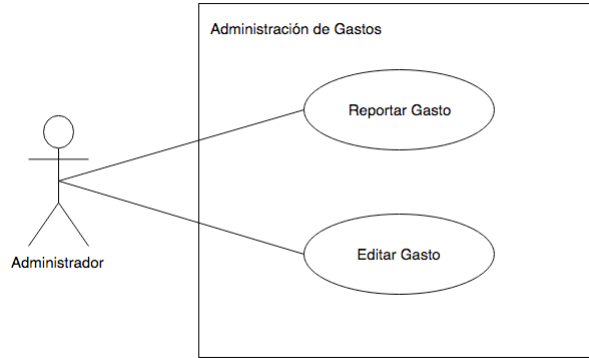 Administración de Gastos
Reportar Gasto
Administrador
Editar Gasto